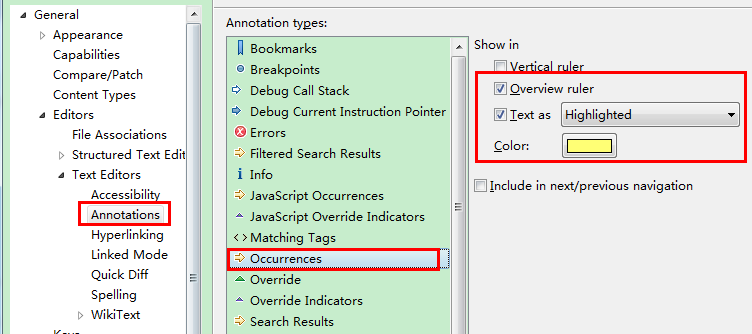 General
Appearance
Capabilities
Compare/Patch
Content Types
Editors
File Associations
Structured Text Edit
Text Editors
Accessibility
Annotations
Hyperlinking
Linked Mode
Quick Diff
Spelling
WikiText
Keys
Annotation types:
Bookmarks
Breakpoints
Debug Call Stack
Debug Current Instruction Pointer
Errors
Filtered Search Results
Info
JavaScript Occurrences
JavaScript Override Indicators
<> Matching Tags
Occurrences
Override
Override Indicators
Search Results
Show in
Vertical ruler
Overview ruler
Text as Highlighted
Color:
Include in next/previous navigation